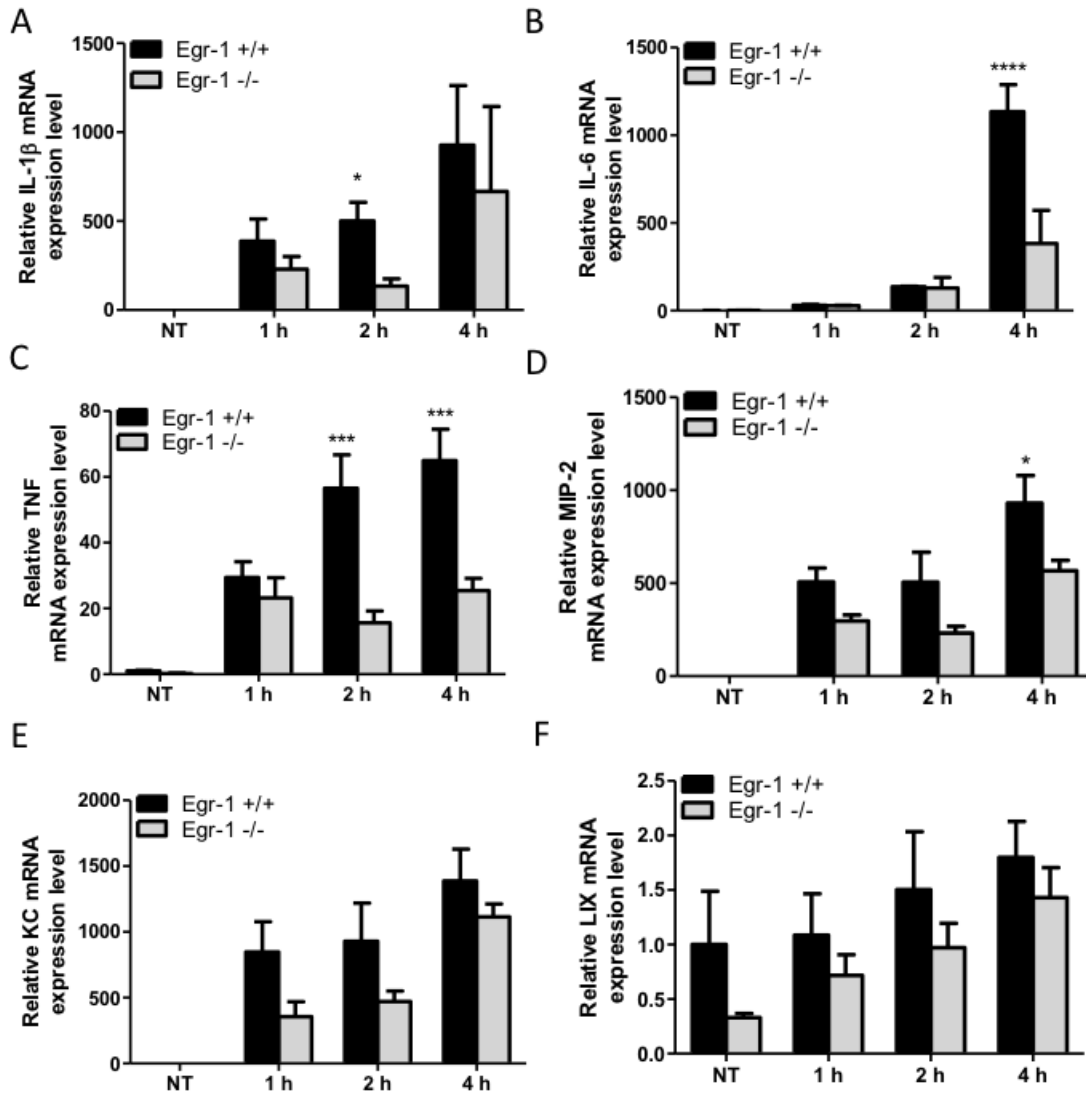 A
Relative IL-1β mRNA
expression level
1500
1000
500
0
Egr-1 +/+
Egr-1 -/-
*
NT 1 h 2 h 4 h
B
Relative IL-6 mRNA
expression level
1500
1000
500
0
Egr-1 +/+
Egr-1 -/-
****
NT 1 h 2 h 4 h
C
Relative TNF
mRNA expression level
80
60
40
20
0
Egr-1 +/+
Egr-1 -/-
***
***
NT 1 h 2 h 4 h
D
Relative MIP-2
mRNA expression level
1500
1000
500
0
Egr-1 +/+
Egr-1 -/-
*
NT 1 h 2 h 4 h
E
Relative KC mRNA
expression level
2000
1500
1000
500
0
Egr-1 +/+
Egr-1 -/-
NT 1 h 2 h 4 h
F
Relative LIX mRNA
expression level
2.5
2.0
1.5
1.0
0.5
0.0
Egr-1 +/+
Egr-1 -/-
NT 1 h 2 h 4 h